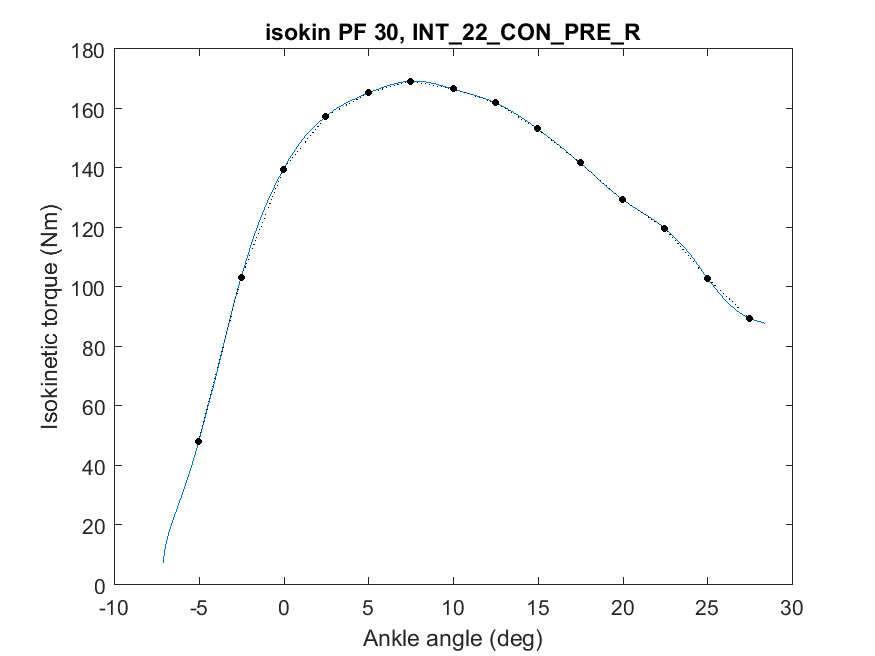 isokin PF 30, INT_22_CON_PRE_R
180
160
140
120
100
80
60
40
20
0
Isokinetic torque (Nm)
-10 -5 0 5 10 15 20 25 30
Ankle angle (deg)